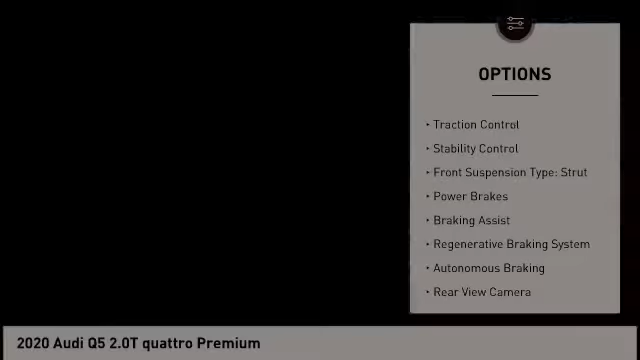 OPTIONS
‣ Traction Control
‣ Stability Control
‣ Front Suspension Type: Strut
‣ Power Brakes
‣ Braking Assist
‣ Regenerative Braking System
‣ Autonomous Braking
‣ Rear View Camera
2020 Audi Q5 2.0T quattro Premium